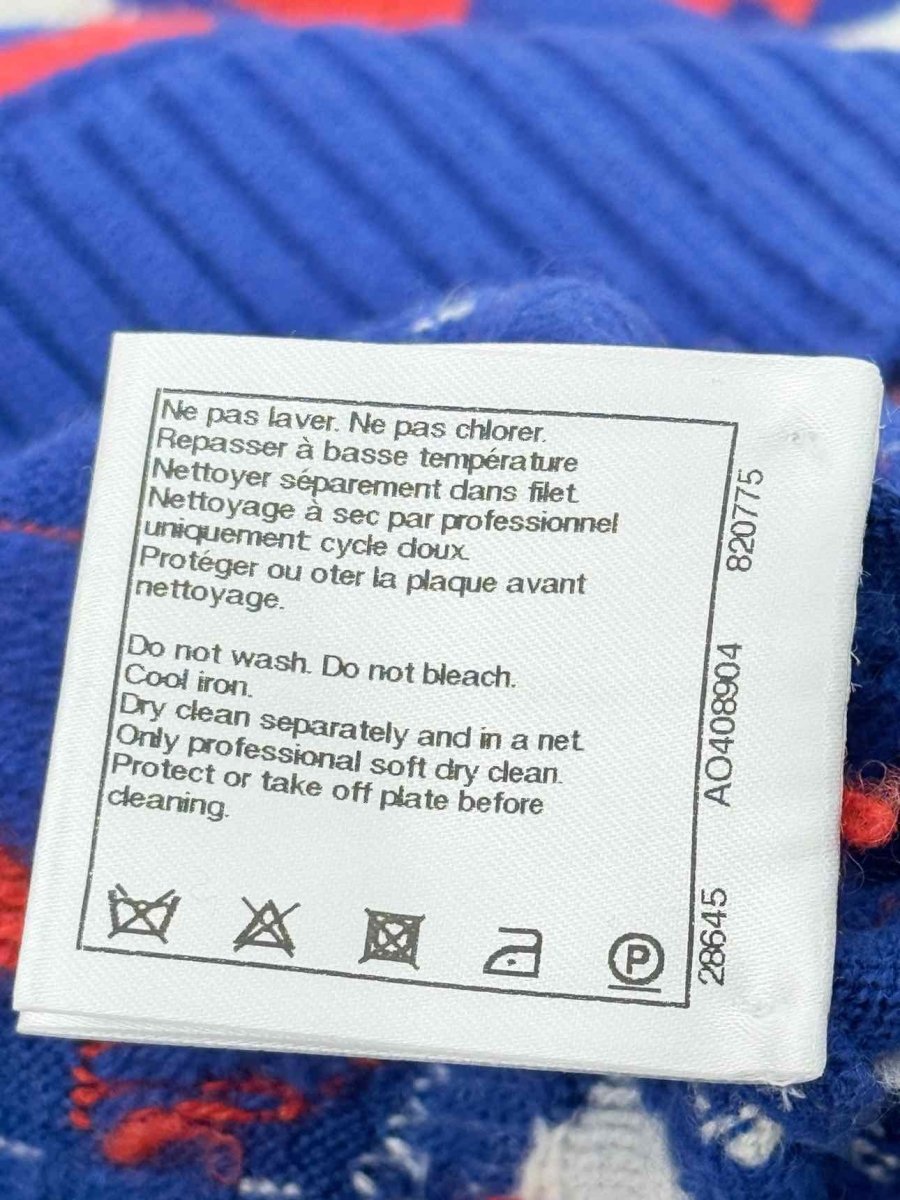 Ne pas laver. Ne pas chlorer.
Repasser à basse température
Nettoyer séparement dans filet.
Nettoyage à sec par professionnel
uniquement: cycle doux.
Protéger ou oter la plaque avant
nettoyage.
Do not wash. Do not bleach.
Cool iron.
Dry clean separately and in a net.
Only professional soft dry clean.
Protect or take off plate before
cleaning.
P
28645 AO408904 820775